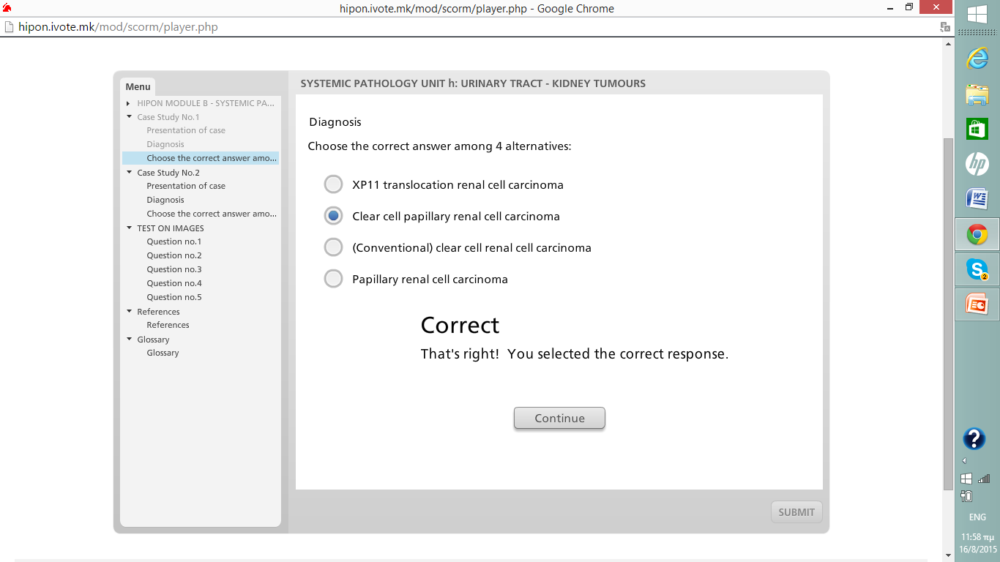 hipon.ivote.mk/mod/scorm/player.php - Google Chrome
hipon.ivote.mk/mod/scorm/player.php
Menu
HIPON MODULE B - SYSTEMIC PA...
Case Study No.1
Presentation of case
Diagnosis
Choose the correct answer amo...
Case Study No.2
Presentation of case
Diagnosis
Choose the correct answer amo...
TEST ON IMAGES
Question no.1
Question no.2
Question no.3
Question no.4
Question no.5
References
References
Glossary
Glossary
SYSTEMIC PATHOLOGY UNIT h: URINARY TRACT - KIDNEY TUMOURS
Diagnosis
Choose the correct answer among 4 alternatives:
XP11 translocation renal cell carcinoma
Clear cell papillary renal cell carcinoma
(Conventional) clear cell renal cell carcinoma
Papillary renal cell carcinoma
Correct
That's right! You selected the correct response.
Continue
SUBMIT
hp
2
?
ENG
11:58 πμ
16/8/2015